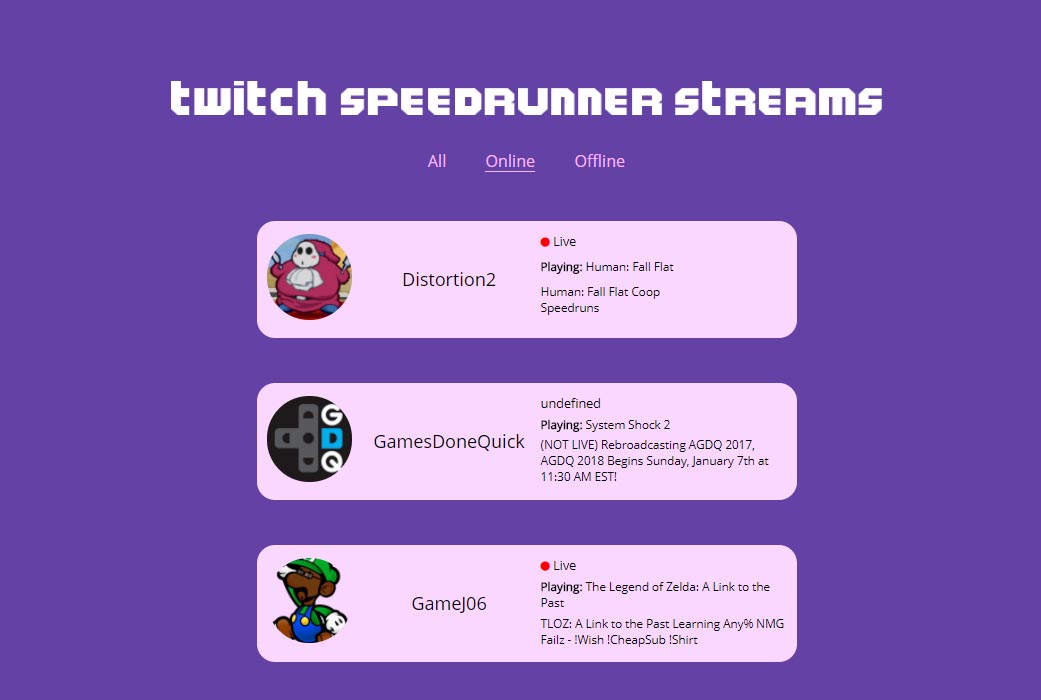 twitch SPEEDRUNNER StREAMS
All Online Offline
Live
Distortion2
Playing: Human: Fall Flat
Human: Fall Flat Coop
Speedruns
G
D
Q
GamesDoneQuick
undefined
Playing: System Shock 2
(NOT LIVE) Rebroadcasting AGDQ 2017,
AGDQ 2018 Begins Sunday, January 7th at
11:30 AM EST!
Live
GameJ06
Playing: The Legend of Zelda: A Link to the
Past
TLOZ: A Link to the Past Learning Any% NMG
Failz - !Wish !CheapSub !Shirt